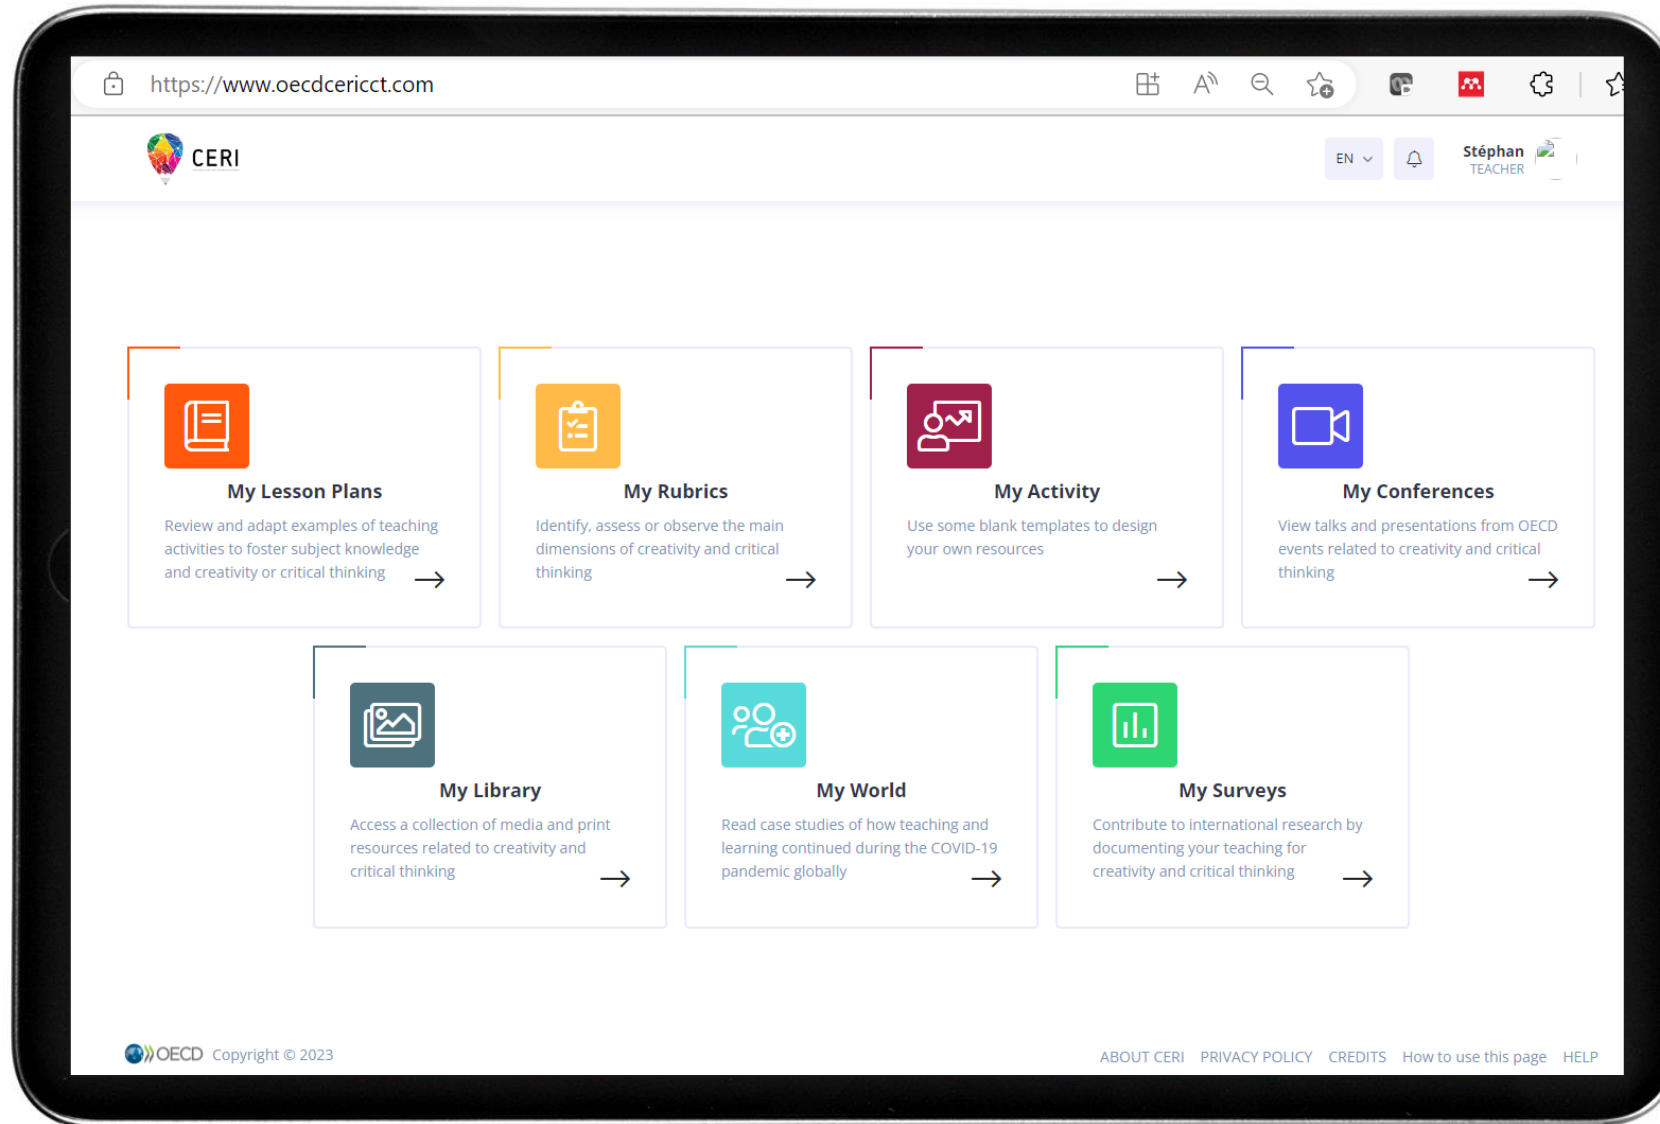 https://www.oecdcericct.com
CERI
EN
Stéphan
TEACHER
My Lesson Plans
Review and adapt examples of teaching
activities to foster subject knowledge
and creativity or critical thinking
My Rubrics
Identify, assess or observe the main
dimensions of creativity and critical
thinking
My Activity
Use some blank templates to design
your own resources
My Conferences
View talks and presentations from OECD
events related to creativity and critical
thinking
My Library
Access a collection of media and print
resources related to creativity and
critical thinking
My World
Read case studies of how teaching and
learning continued during the COVID-19
pandemic globally
My Surveys
Contribute to international research by
documenting your teaching for
creativity and critical thinking
OECD Copyright © 2023
ABOUT CERI PRIVACY POLICY CREDITS How to use this page HELP